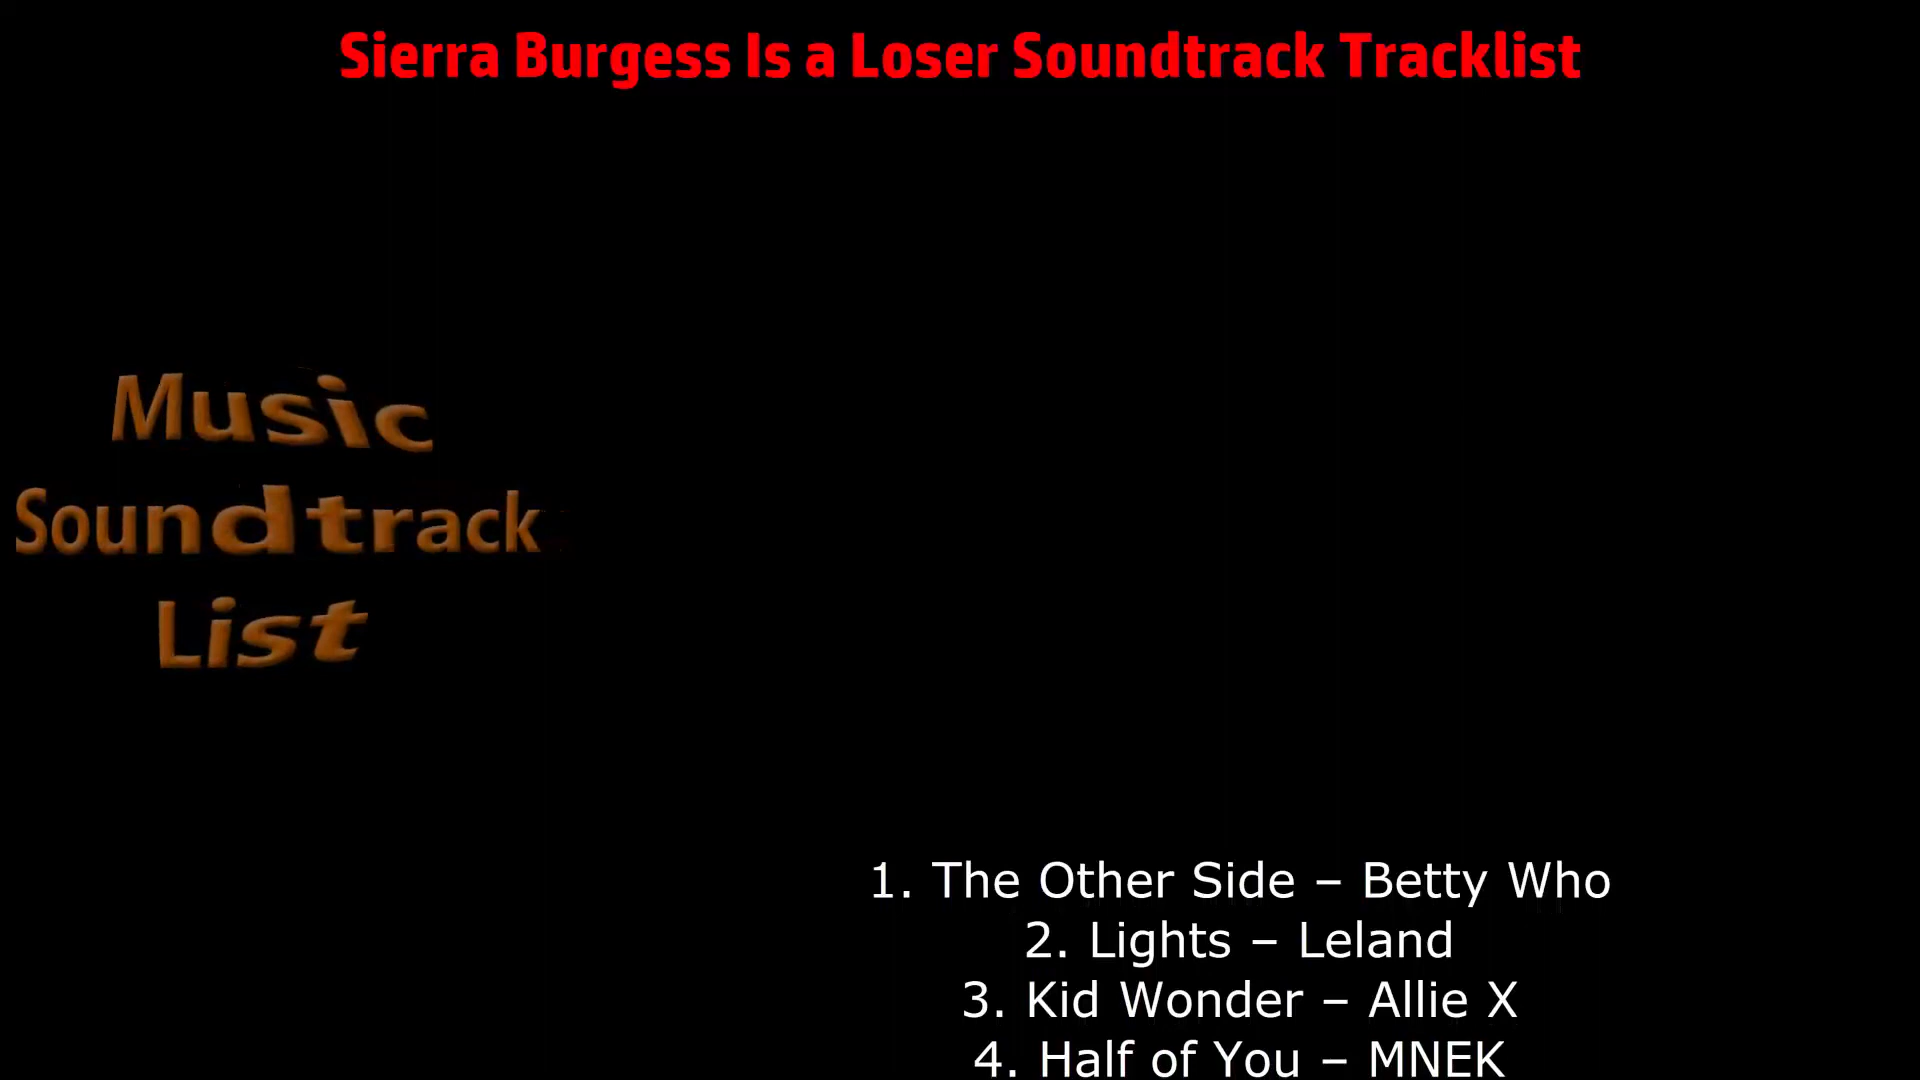 Sierra Burgess Is a Loser Soundtrack Tracklist
Music
Soundtrack
List
1. The Other Side – Betty Who
2. Lights – Leland
3. Kid Wonder – Allie X
4. Half of You – MNEK